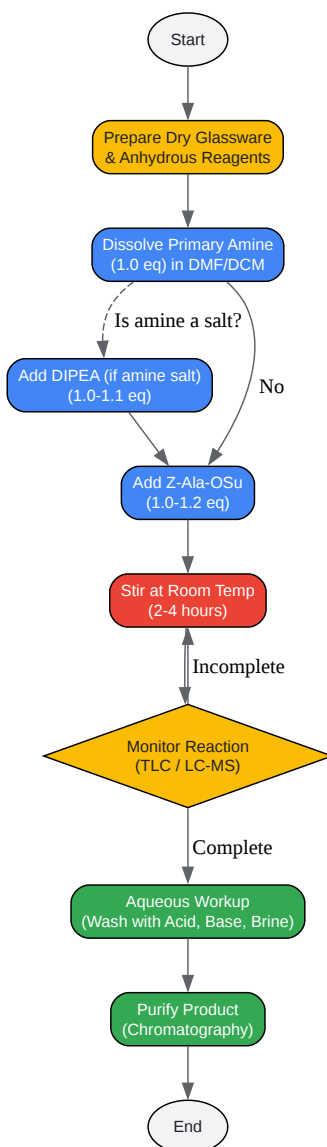 Start
Prepare Dry Glassware
& Anhydrous Reagents
Dissolve Primary Amine
(1.0 eq) in DMF/DCM
Is amine a salt?
Add DIPEA (if amine salt)
(1.0-1.1 eq)
No
Add Z-Ala-OSu
(1.0-1.2 eq)
Stir at Room Temp
(2-4 hours)
Incomplete
Monitor Reaction
(TLC / LC-MS)
Complete
Aqueous Workup
(Wash with Acid, Base, Brine)
Purify Product
(Chromatography)
End